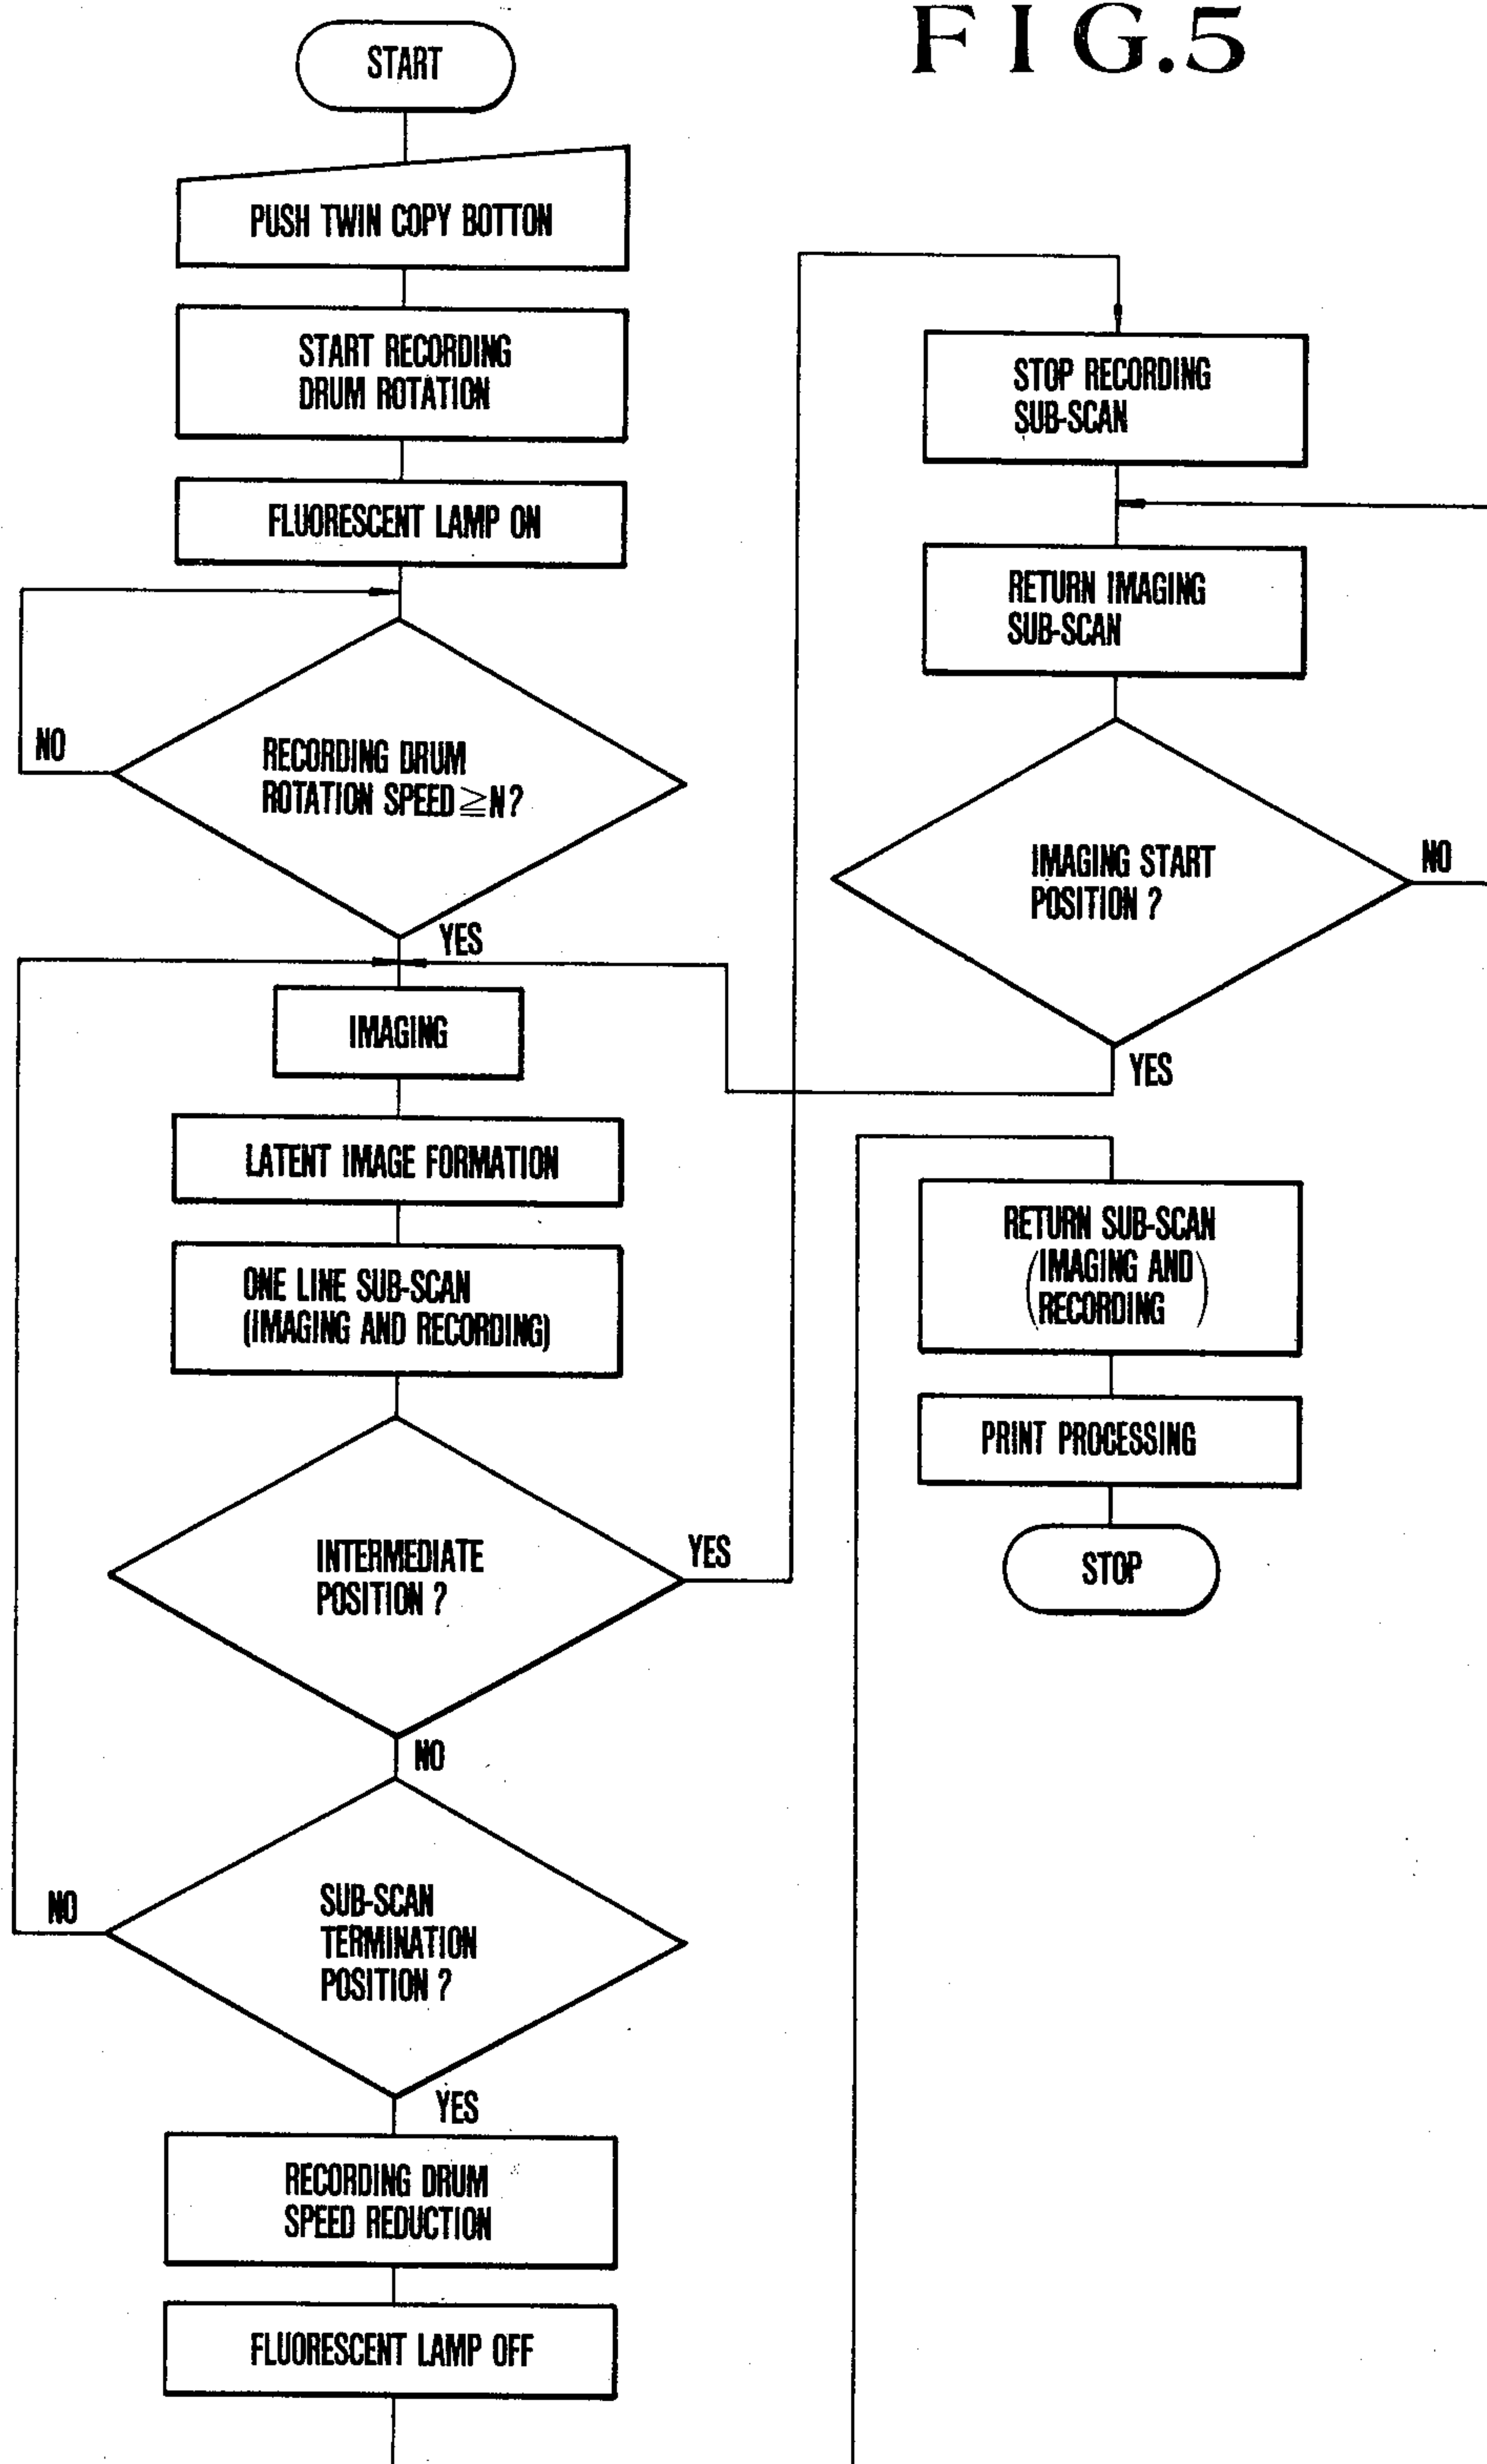 FIG.5
START
PUSH TWIN COPY BOTTON
START RECORDING
DRUM ROTATION
FLUORESCENT LAMP ON
NO
RECORDING DRUM
ROTATION SPEED≧N?
YES
IMAGING
LATENT IMAGE FORMATION
ONE LINE SUB-SCAN
(IMAGING AND RECORDING)
INTERMEDIATE
POSITION ?
YES
NO
SUB-SCAN
TERMINATION
POSITION ?
NO
YES
RECORDING DRUM
SPEED REDUCTION
FLUORESCENT LAMP OFF
STOP RECORDING
SUB-SCAN
RETURN IMAGING
SUB-SCAN
IMAGING START
POSITION ?
NO
YES
RETURN SUB-SCAN
(IMAGING AND
RECORDING)
PRINT PROCESSING
STOP